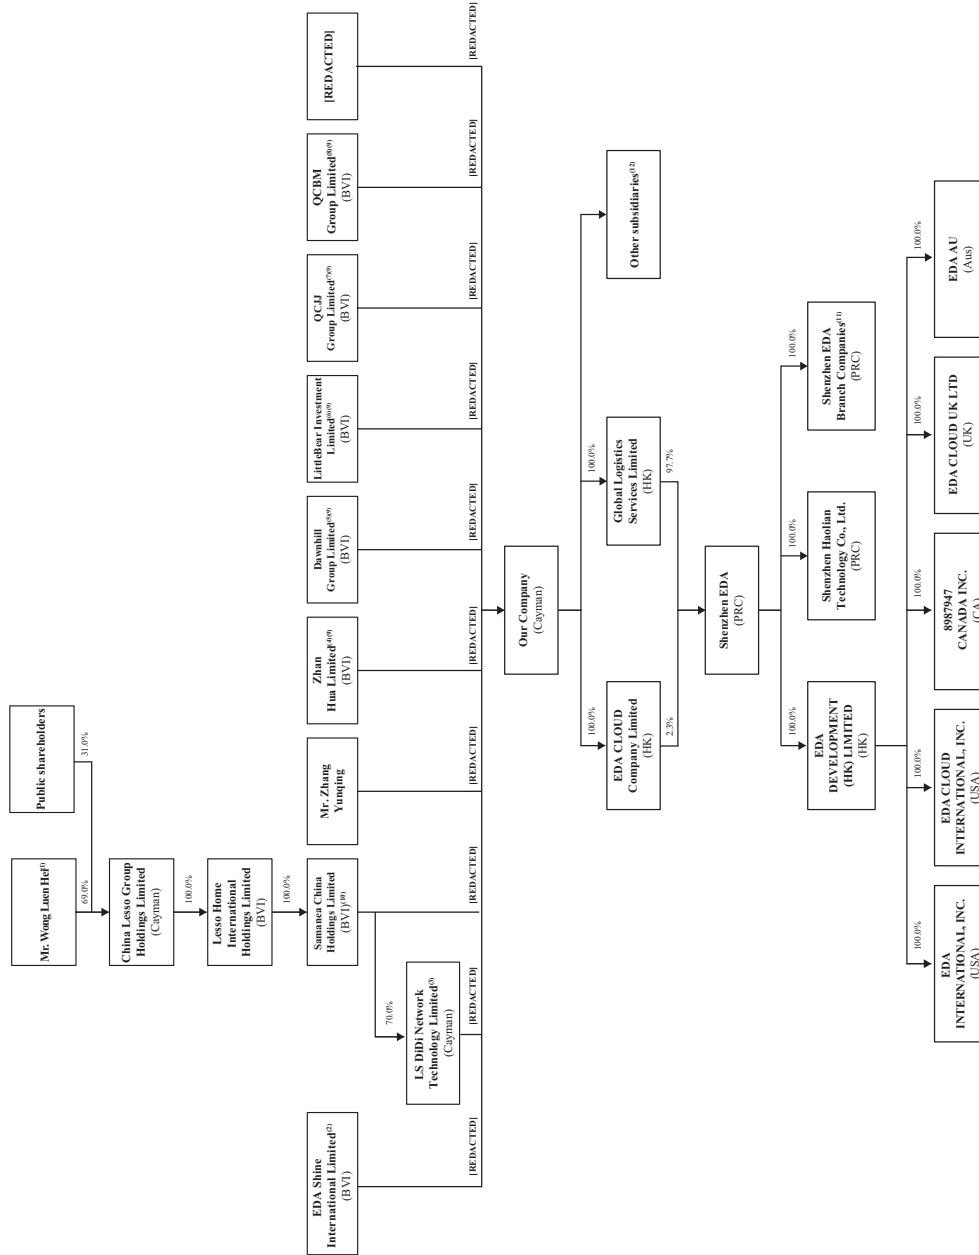 Mr. Wong Luen Hei(1)
Public shareholders
69.0%
31.0%
China Lesso Group
Holdings Limited
(Cayman)
100.0%
Lesso Home
International
Holdings Limited
(BVI)
100.0%
EDA Shine
International Limited(2)
(BVI)
Samanea China
Holdings Limited
(BVI)(10)
Mr. Zhang
Yunqing
Zhan
Hua Limited(4)(9)
(BVI)
Dawnhill
Group Limited(5)(9)
(BVI)
LittleBear Investment
Limited(6)(9)
(BVI)
QCJJ
Group Limited(7)(9)
(BVI)
QCBM
Group Limited(8)(9)
(BVI)
[REDACTED]
70.0%
LS DiDi Network
Technology Limited(3)
(Cayman)
[REDACTED]
[REDACTED]
[REDACTED]
[REDACTED]
[REDACTED]
[REDACTED]
[REDACTED]
[REDACTED]
[REDACTED]
[REDACTED]
Our Company
(Cayman)
100.0%
100.0%
EDA CLOUD
Company Limited
(HK)
Global Logistics
Services Limited
(HK)
Other subsidiaries(12)
2.3%
97.7%
Shenzhen EDA
(PRC)
100.0%
100.0%
100.0%
EDA
DEVELOPMENT
(HK) LIMITED
(HK)
Shenzhen Haolian
Technology Co., Ltd.
(PRC)
Shenzhen EDA
Branch Companies(11)
(PRC)
100.0%
100.0%
100.0%
100.0%
100.0%
EDA
INTERNATIONAL, INC.
(USA)
EDA CLOUD
INTERNATIONAL, INC.
(USA)
8987947
CANADA INC.
(CA)
EDA CLOUD UK LTD
(UK)
EDA AU
(Aus)